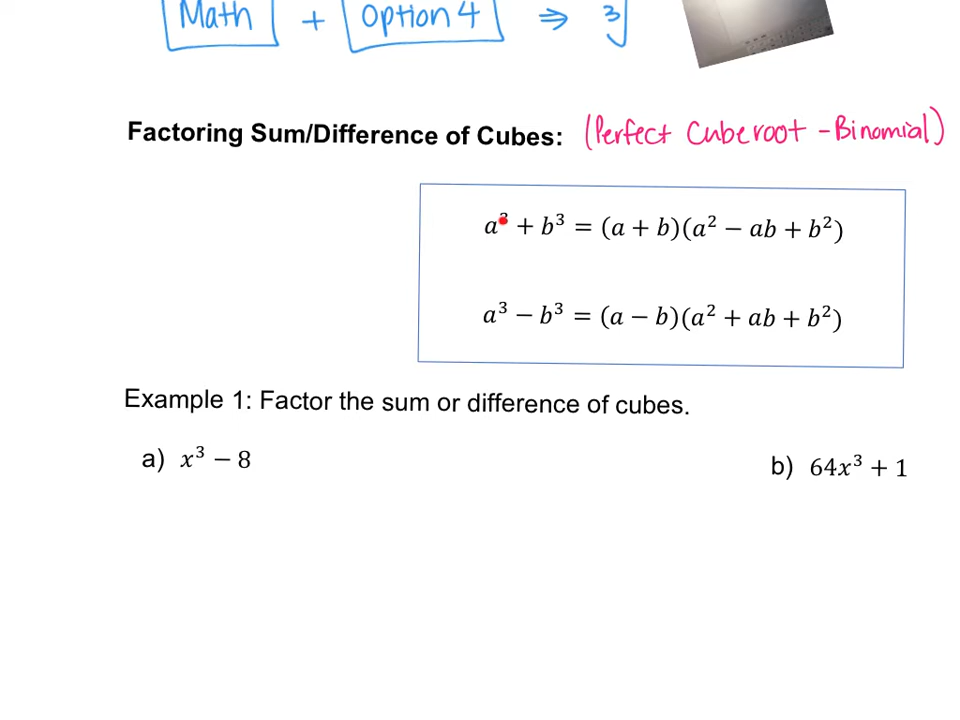 Math + Option 4 ⇒ ∛
Factoring Sum/Difference of Cubes: (Perfect Cuberoot - Binomial)
a³ + b³ = (a + b)(a² − ab + b²)
a³ − b³ = (a − b)(a² + ab + b²)
Example 1: Factor the sum or difference of cubes.
a) x³ − 8 b) 64x³ + 1